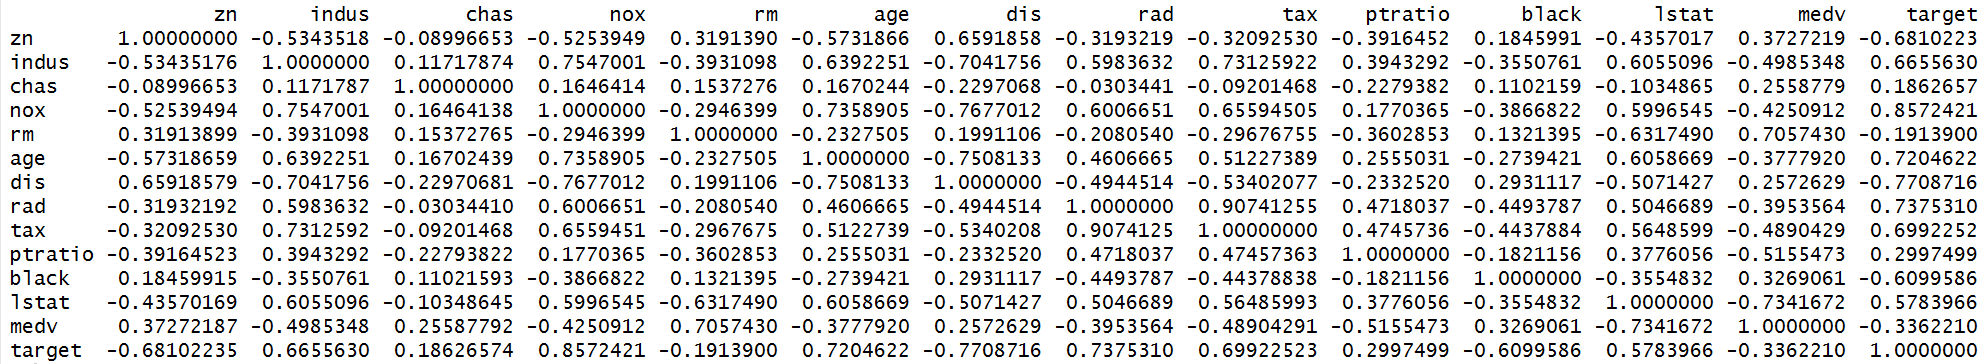 zn indus chas nox rm age dis rad tax ptratio black lstat medv target
zn 1.00000000 -0.5343518 -0.08996653 -0.5253949 0.3191390 -0.5731866 0.6591858 -0.3193219 -0.32092530 -0.3916452 0.1845991 -0.4357017 0.3727219 -0.6810223
indus -0.53435176 1.0000000 0.11717874 0.7547001 -0.3931098 0.6392251 -0.7041756 0.5983632 0.73125922 0.3943292 -0.3550761 0.6055096 -0.4985348 0.6655630
chas -0.08996653 0.1171787 1.00000000 0.1646414 0.1537276 0.1670244 -0.2297068 -0.0303441 -0.09201468 -0.2279382 0.1102159 -0.1034865 0.2558779 0.1862657
nox -0.52539494 0.7547001 0.16464138 1.0000000 -0.2946399 0.7358905 -0.7677012 0.6006651 0.65594505 0.1770365 -0.3866822 0.5996545 -0.4250912 0.8572421
rm 0.31913899 -0.3931098 0.15372765 -0.2946399 1.0000000 -0.2327505 0.1991106 -0.2080540 -0.29676755 -0.3602853 0.1321395 -0.6317490 0.7057430 -0.1913900
age -0.57318659 0.6392251 0.16702439 0.7358905 -0.2327505 1.0000000 -0.7508133 0.4606665 0.51227389 0.2555031 -0.2739421 0.6058669 -0.3777920 0.7204622
dis 0.65918579 -0.7041756 -0.22970681 -0.7677012 0.1991106 -0.7508133 1.0000000 -0.4944514 -0.53402077 -0.2332520 0.2931117 -0.5071427 0.2572629 -0.7708716
rad -0.31932192 0.5983632 -0.03034410 0.6006651 -0.2080540 0.4606665 -0.4944514 1.0000000 0.90741255 0.4718037 -0.4493787 0.5046689 -0.3953564 0.7375310
tax -0.32092530 0.7312592 -0.09201468 0.6559451 -0.2967675 0.5122739 -0.5340208 0.9074125 1.00000000 0.4745736 -0.4437884 0.5648599 -0.4890429 0.6992252
ptratio -0.39164523 0.3943292 -0.22793822 0.1770365 -0.3602853 0.2555031 -0.2332520 0.4718037 0.47457363 1.0000000 -0.1821156 0.3776056 -0.5155473 0.2997499
black 0.18459915 -0.3550761 0.11021593 -0.3866822 0.1321395 -0.2739421 0.2931117 -0.4493787 -0.44378838 -0.1821156 1.0000000 -0.3554832 0.3269061 -0.6099586
lstat -0.43570169 0.6055096 -0.10348645 0.5996545 -0.6317490 0.6058669 -0.5071427 0.5046689 0.56485993 0.3776056 -0.3554832 1.0000000 -0.7341672 0.5783966
medv 0.37272187 -0.4985348 0.25587792 -0.4250912 0.7057430 -0.3777920 0.2572629 -0.3953564 -0.48904291 -0.5155473 0.3269061 -0.7341672 1.0000000 -0.3362210
target -0.68102235 0.6655630 0.18626574 0.8572421 -0.1913900 0.7204622 -0.7708716 0.7375310 0.69922523 0.2997499 -0.6099586 0.5783966 -0.3362210 1.0000000